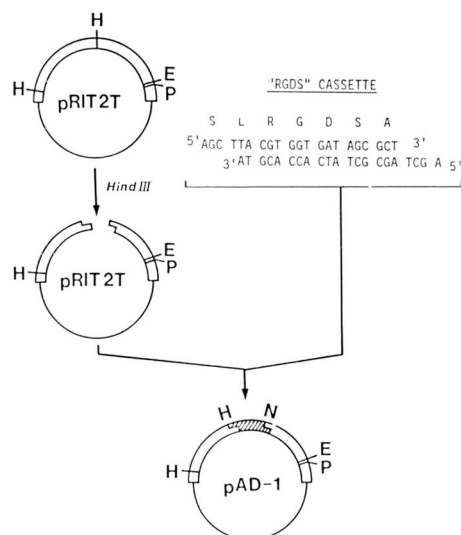 H
H
E
P
pRIT2T
"RGDS" CASSETTE
S L R G D S A
5'AGC TTA CGT GGT GAT AGC GCT 3'
3'AT GCA CCA CTA TCG CGA TCG A 5'
Hind III
H
E
P
pRIT2T
H N
H
E
P
pAD-1